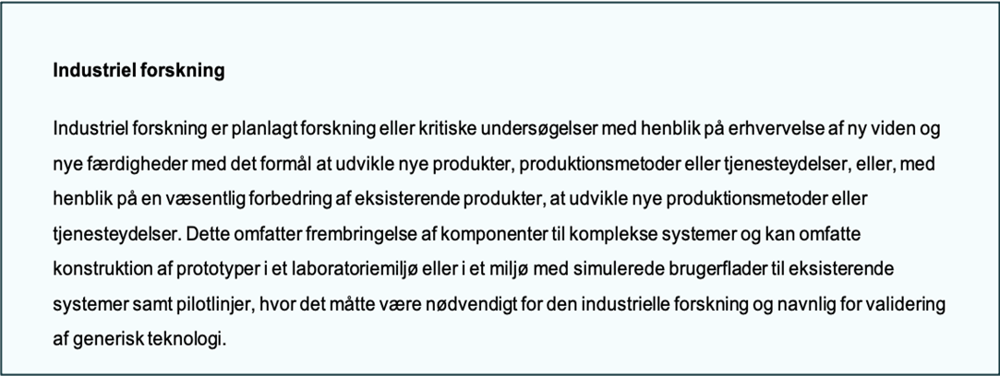 Industriel forskning
Industriel forskning er planlagt forskning eller kritiske undersøgelser med henblik på erhvervelse af ny viden og
nye færdigheder med det formål at udvikle nye produkter, produktionsmetoder eller tjenesteydelser, eller, med
henblik på en væsentlig forbedring af eksisterende produkter, at udvikle nye produktionsmetoder eller
tjenesteydelser. Dette omfatter frembringelse af komponenter til komplekse systemer og kan omfatte
konstruktion af prototyper i et laboratoriemiljø eller i et miljø med simulerede brugerflader til eksisterende
systemer samt pilotlinjer, hvor det måtte være nødvendigt for den industrielle forskning og navnlig for validering
af generisk teknologi.